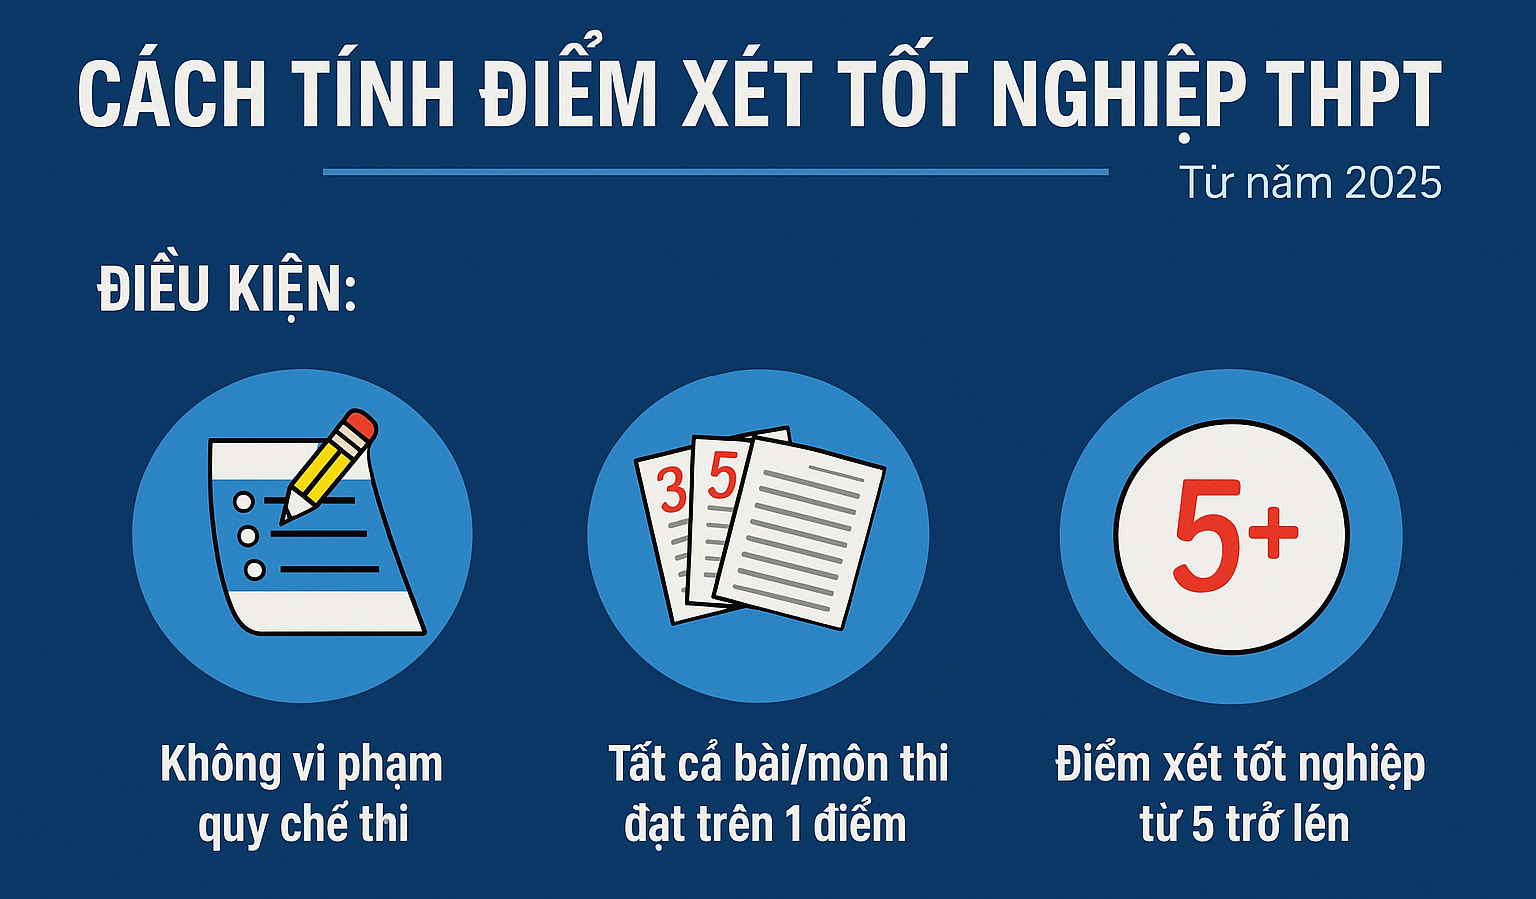 CÁCH TÍNH ĐIỂM XÉT TỐT NGHIỆP THPT
Từ năm 2025
ĐIỀU KIỆN:
3
5
5+
Không vi phạm
quy chế thi
Tất cả bài/môn thi
đạt trên 1 điểm
Điểm xét tốt nghiệp
từ 5 trở lén